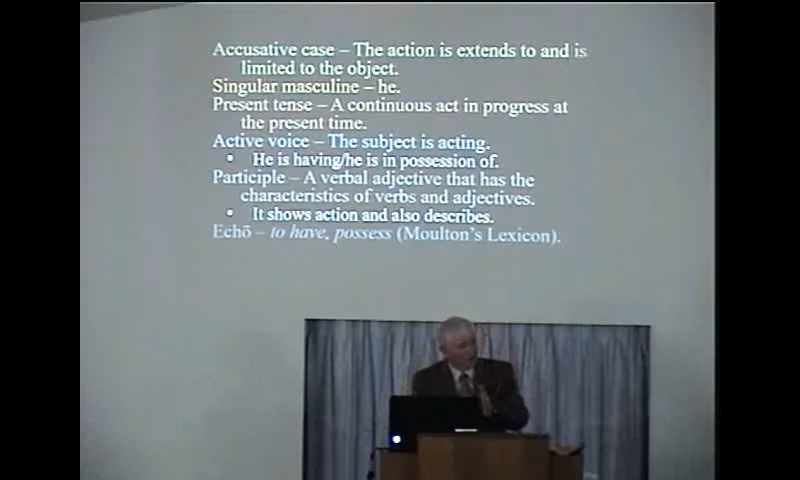 Accusative case – The action is extends to and is
limited to the object.
Singular masculine – he.
Present tense – A continuous act in progress at
the present time.
Active voice – The subject is acting.
• He is having/he is in possession of.
Participle – A verbal adjective that has the
characteristics of verbs and adjectives.
• It shows action and also describes.
Echō – to have, possess (Moulton's Lexicon).